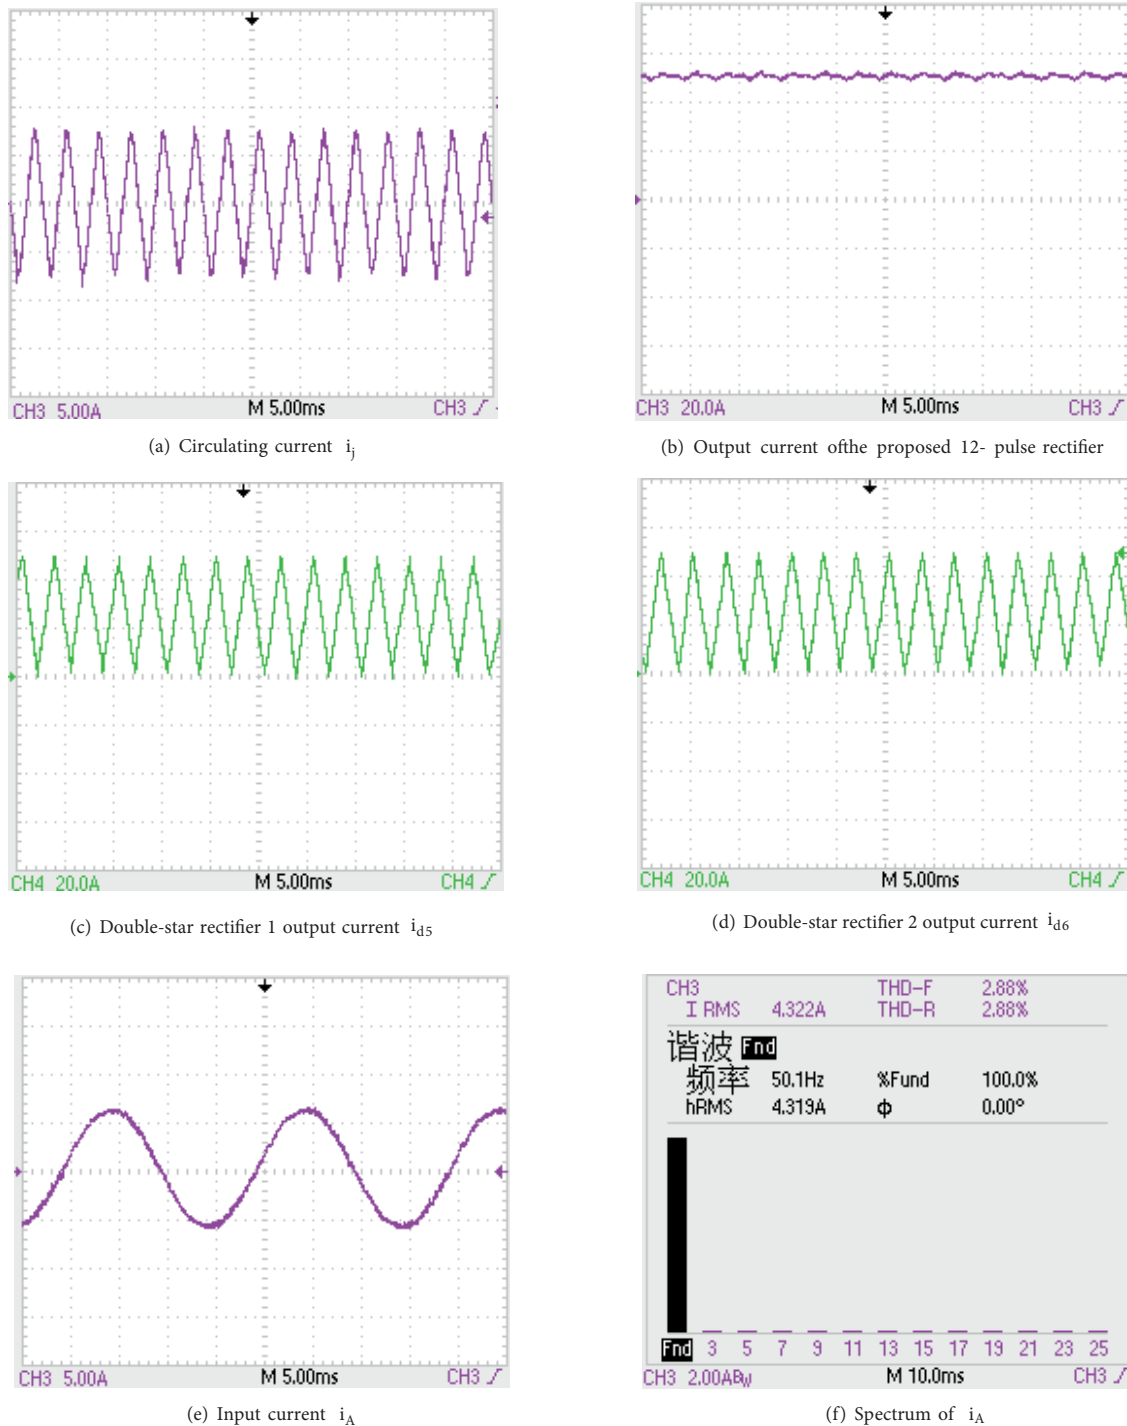 CH3 5.00A M 5.00ms CH3
(a) Circulating current ij
CH3 20.0A M 5.00ms CH3
(b) Output current ofthe proposed 12- pulse rectifier
CH4 20.0A M 5.00ms CH4
(c) Double-star rectifier 1 output current id5
CH4 20.0A M 5.00ms CH4
(d) Double-star rectifier 2 output current id6
CH3 5.00A M 5.00ms CH3
(e) Input current iA
CH3 THD-F 2.88%
I RMS 4.322A THD-R 2.88%
谐波 Fnd
频率 50.1Hz %Fund 100.0%
hRMS 4.319A Φ 0.00°
Fnd 3 5 7 9 11 13 15 17 19 21 23 25
CH3 2.00ABw M 10.0ms CH3
(f) Spectrum of iA